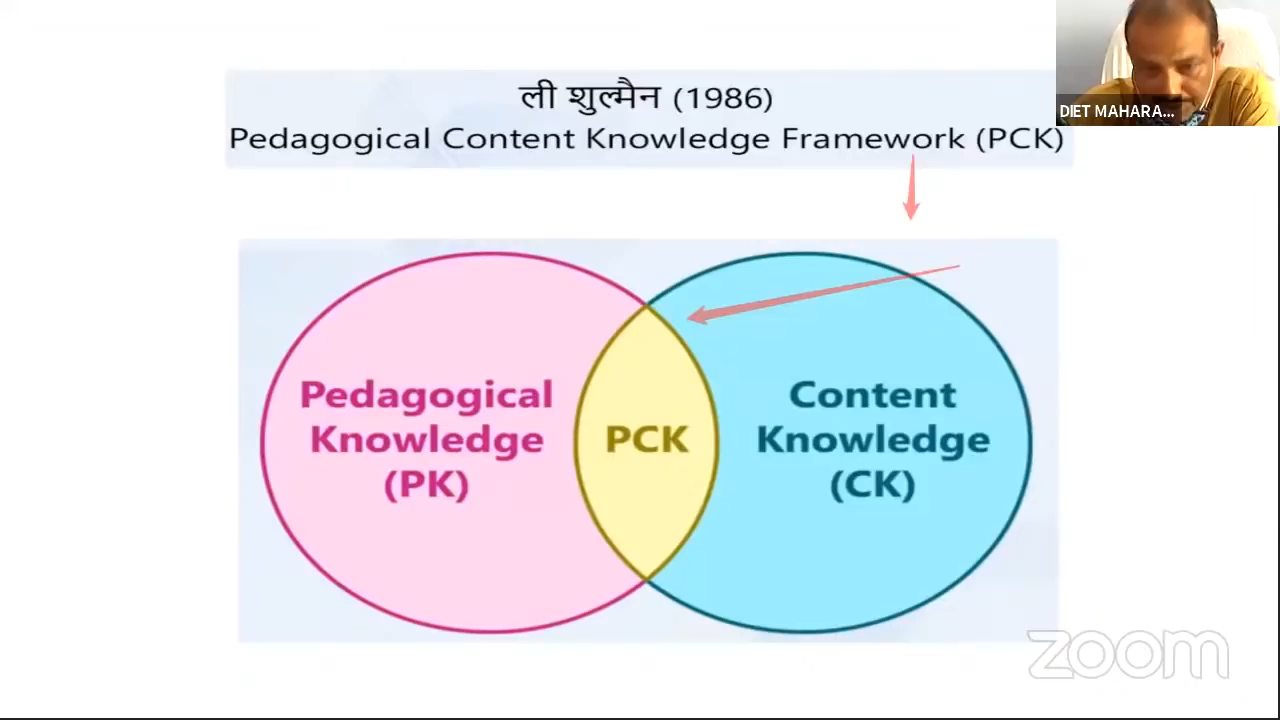 ली शुल्मैन (1986)
Pedagogical Content Knowledge Framework (PCK)
DIET MAHARA...
Pedagogical
Knowledge
(PK)
PCK
Content
Knowledge
(CK)
zoom